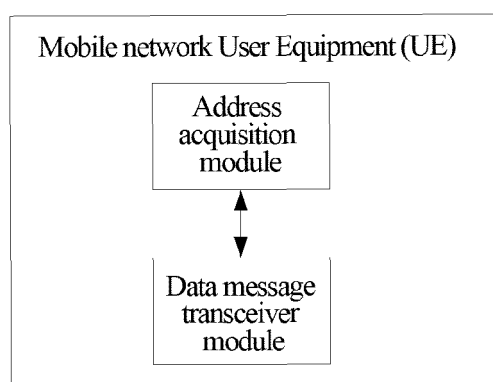 Mobile network User Equipment (UE)
Address
acquisition
module
Data message
transceiver
module